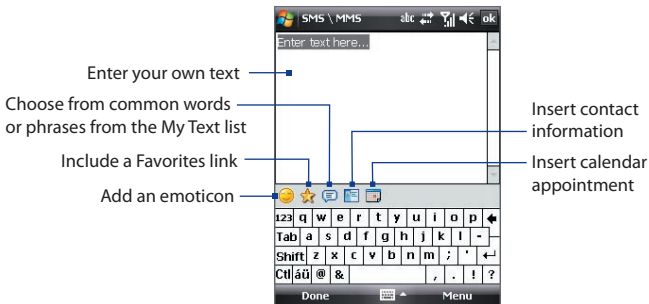 SMS \ MMS abc ok
Enter text here...
Enter your own text
Choose from common words
or phrases from the My Text list
Include a Favorites link
Add an emoticon
Insert contact
information
Insert calendar
appointment
123 q w e r t y u i o p
Tab a s d f g h j k l -
Shift z x c v b n m ; '
Ctl áü @ & , . ! ?
Done Menu